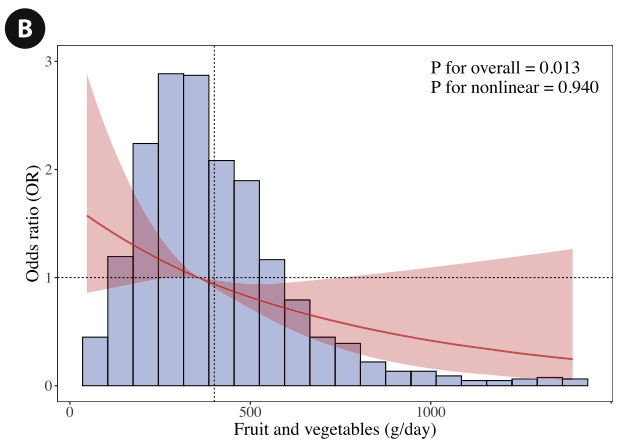 B
P for overall = 0.013
P for nonlinear = 0.940
Odds ratio (OR)
3
2
1
0
0 500 1000
Fruit and vegetables (g/day)